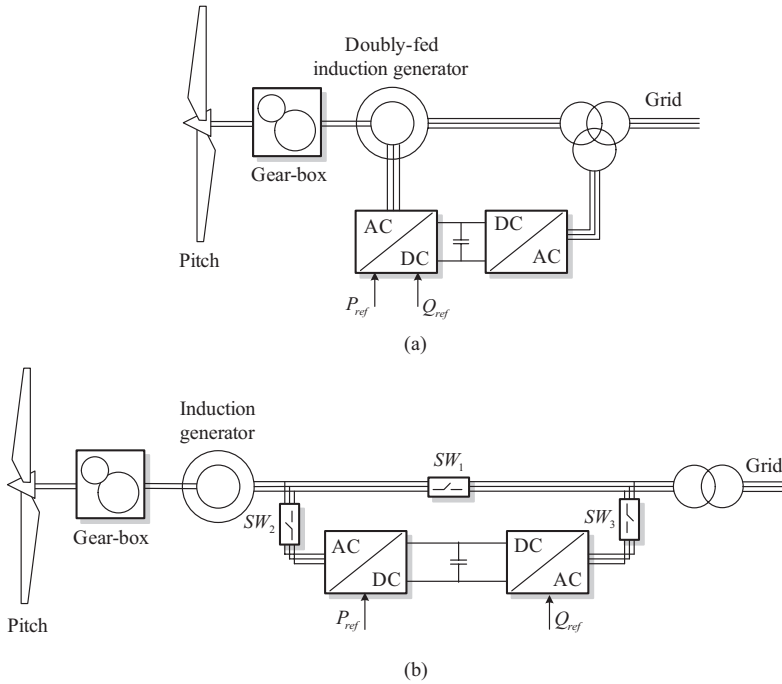 Doubly-fed
induction generator
Grid
Gear-box
Pitch
AC
DC
DC
AC
P_ref
Q_ref
(a)
Induction
generator
SW_1
Grid
SW_2
SW_3
Gear-box
AC
DC
DC
AC
Pitch
P_ref
Q_ref
(b)